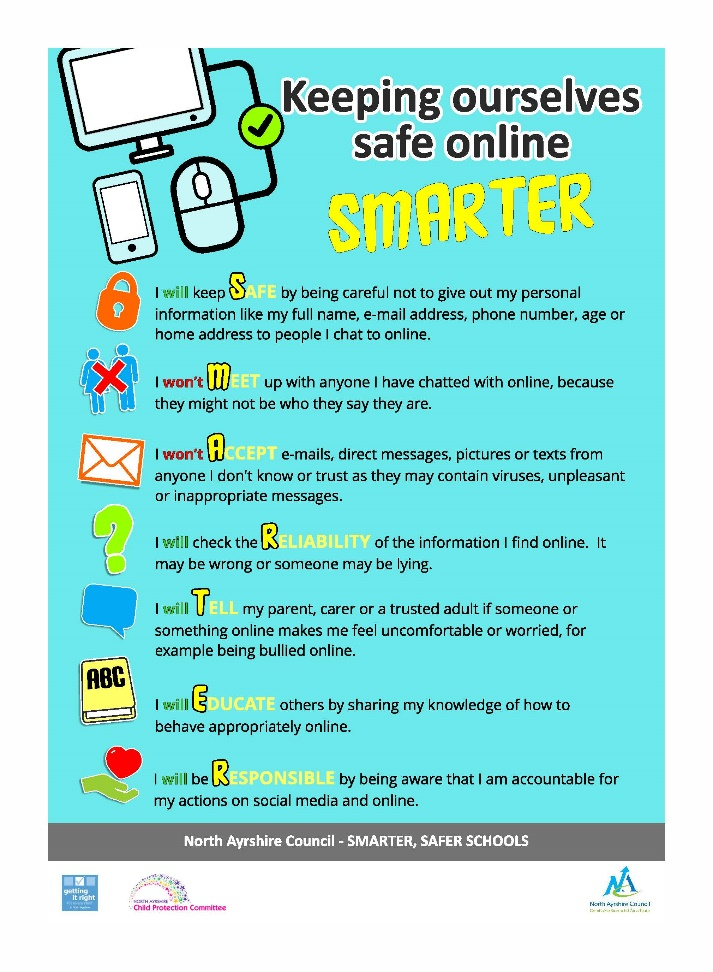 Keeping ourselves
safe online
SMARTER
I will keep SAFE by being careful not to give out my personal
information like my full name, e-mail address, phone number, age or
home address to people I chat to online.
I won't MEET up with anyone I have chatted with online, because
they might not be who they say they are.
I won't ACCEPT e-mails, direct messages, pictures or texts from
anyone I don't know or trust as they may contain viruses, unpleasant
or inappropriate messages.
I will check the RELIABILITY of the information I find online. It
may be wrong or someone may be lying.
I will TELL my parent, carer or a trusted adult if someone or
something online makes me feel uncomfortable or worried, for
example being bullied online.
ABC
I will EDUCATE others by sharing my knowledge of how to
behave appropriately online.
I will be RESPONSIBLE by being aware that I am accountable for
my actions on social media and online.
North Ayrshire Council - SMARTER, SAFER SCHOOLS
getting
it right
NORTH AYRSHIRE
Child Protection Committee
North Ayrshire Council